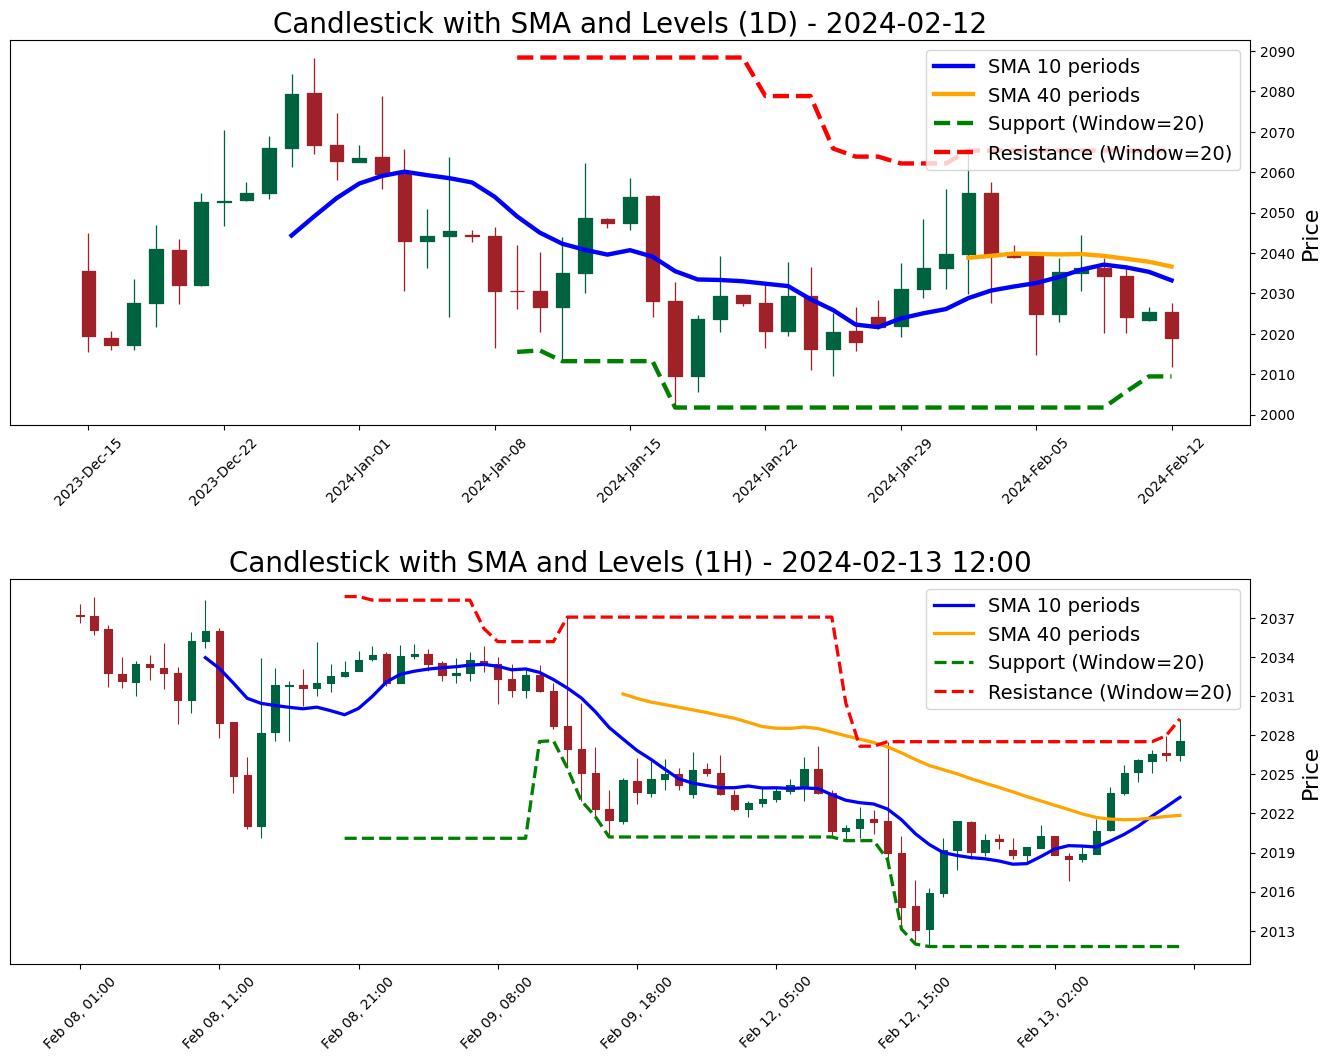 Candlestick with SMA and Levels (1D) - 2024-02-12
SMA 10 periods
SMA 40 periods
Support (Window=20)
Resistance (Window=20)
2090
2080
2070
2060
2050
2040
2030
2020
2010
2000
Price
2023-Dec-15
2023-Dec-22
2024-Jan-01
2024-Jan-08
2024-Jan-15
2024-Jan-22
2024-Jan-29
2024-Feb-05
2024-Feb-12
Candlestick with SMA and Levels (1H) - 2024-02-13 12:00
SMA 10 periods
SMA 40 periods
Support (Window=20)
Resistance (Window=20)
2037
2034
2031
2028
2025
2022
2019
2016
2013
Price
Feb 08, 01:00
Feb 08, 11:00
Feb 08, 21:00
Feb 09, 08:00
Feb 09, 18:00
Feb 12, 05:00
Feb 12, 15:00
Feb 13, 02:00